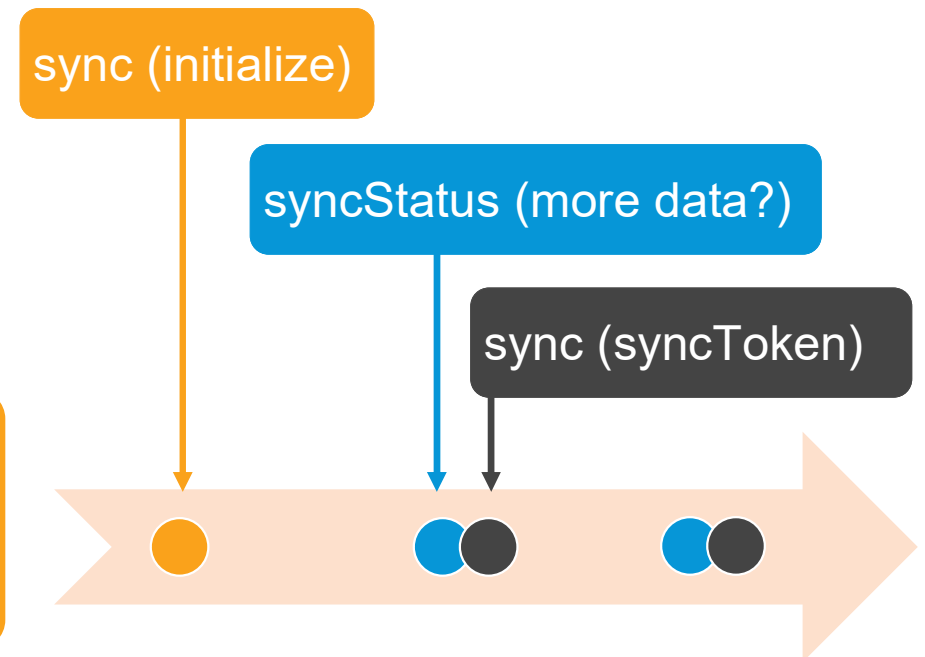 sync (initialize)
syncStatus (more data?)
sync (syncToken)